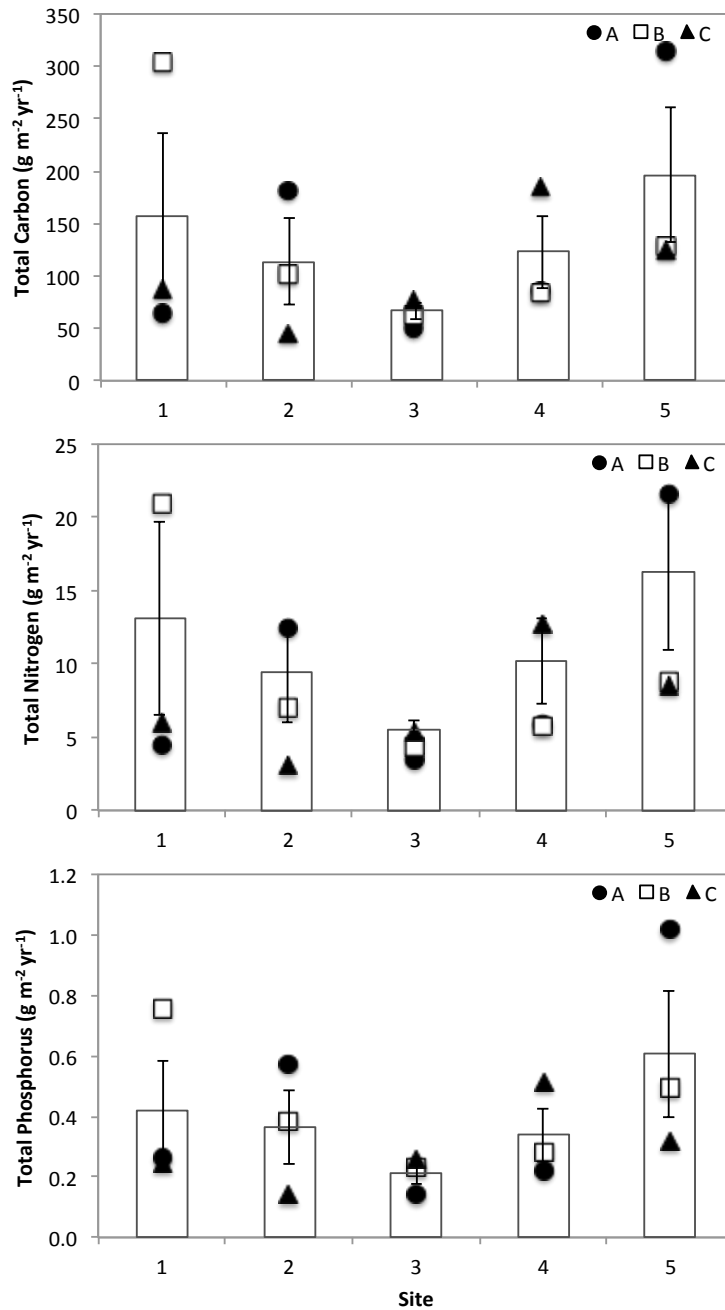 350
300
250
200
150
100
50
0
Total Carbon (g m⁻² yr⁻¹)
A B C
1 2 3 4 5
25
20
15
10
5
0
Total Nitrogen (g m⁻² yr⁻¹)
A B C
1 2 3 4 5
1.2
1.0
0.8
0.6
0.4
0.2
0.0
Total Phosphorus (g m⁻² yr⁻¹)
A B C
1 2 3 4 5
Site